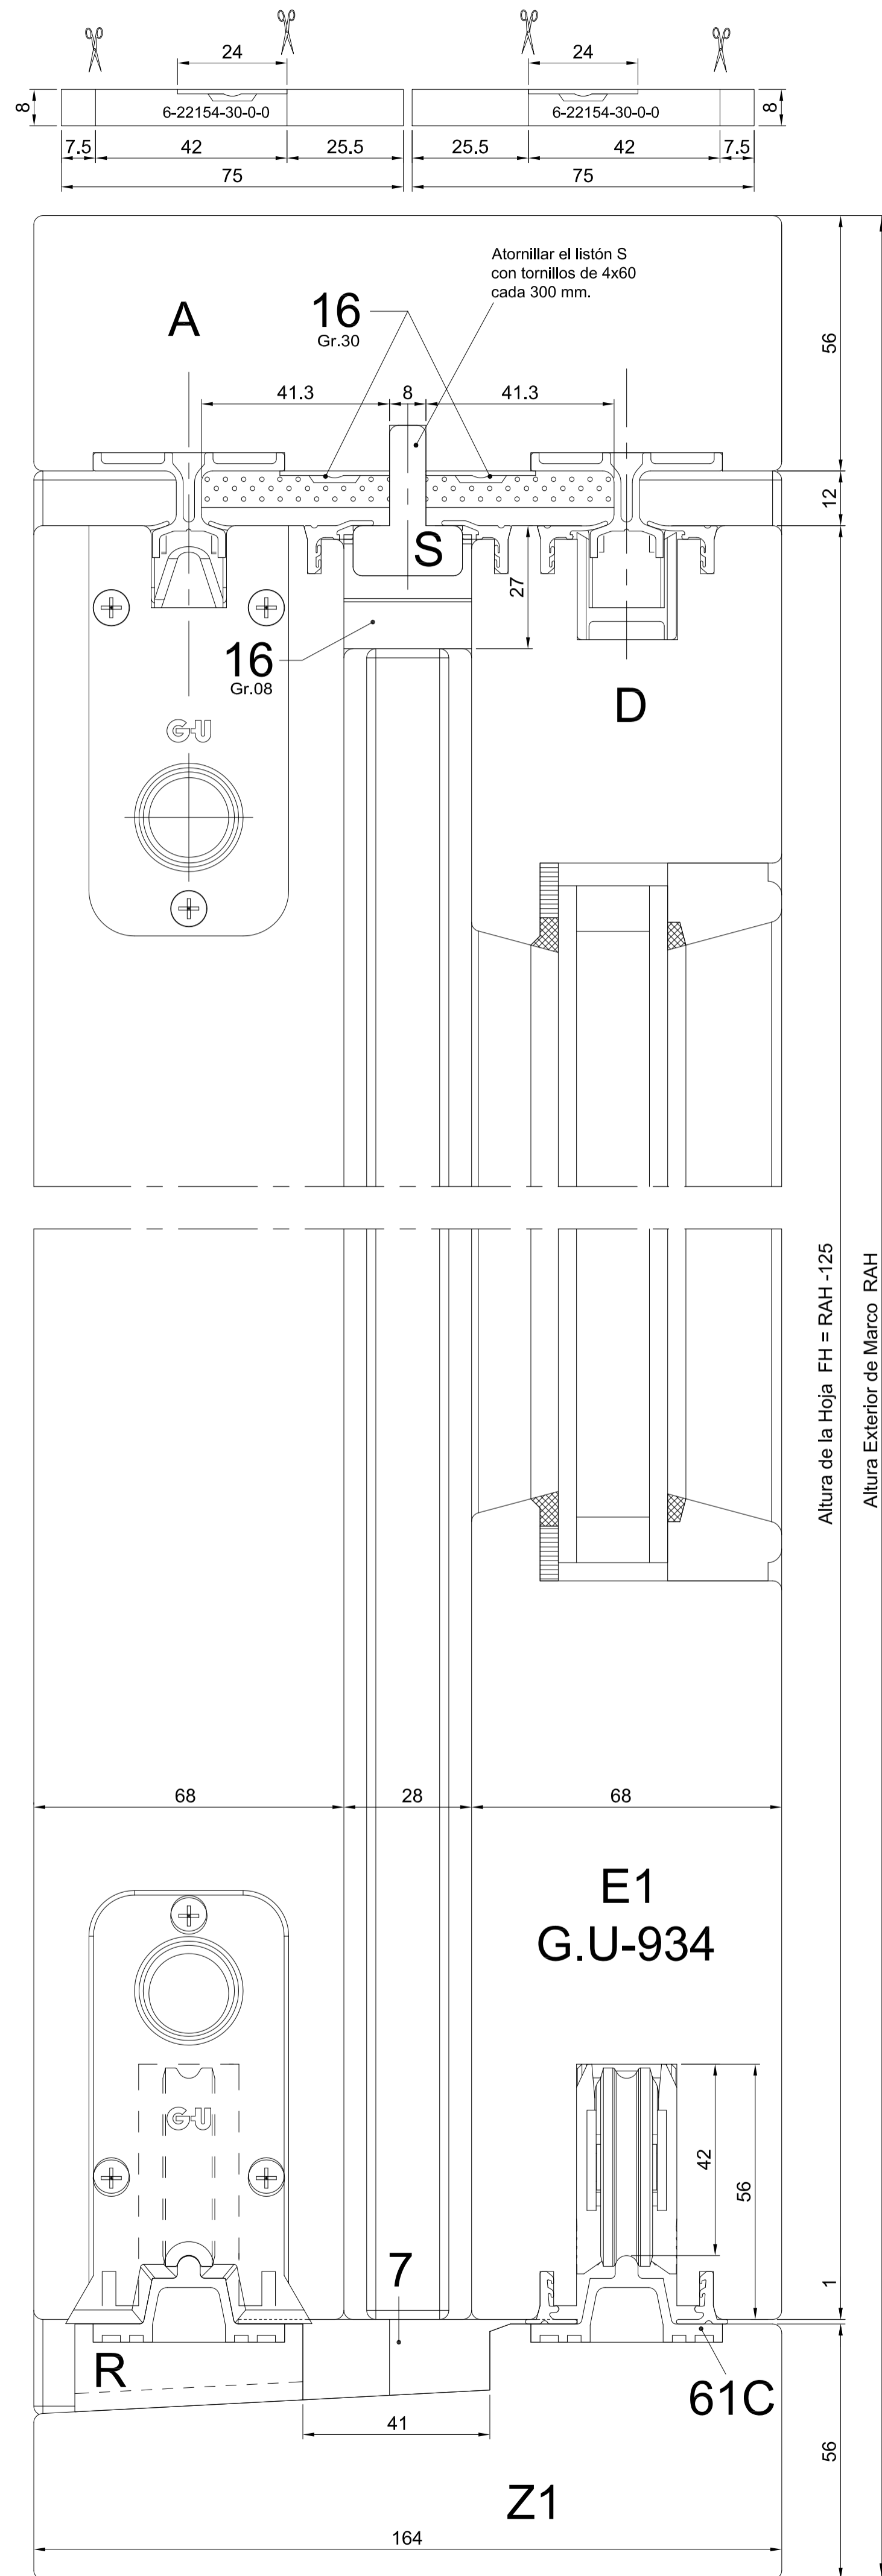 24
24
8
6-22154-30-0-0
6-22154-30-0-0
8
7.5
42
25.5
25.5
42
7.5
75
75
Atornillar el listón S
con tornillos de 4x60
cada 300 mm.
A
16
Gr.30
56
41.3
8
41.3
12
S
27
16
Gr.08
D
G-U
Altura de la Hoja FH = RAH -125
Altura Exterior de Marco RAH
68
28
68
E1
G.U-934
G-U
42
56
7
1
R
61C
41
56
Z1
164